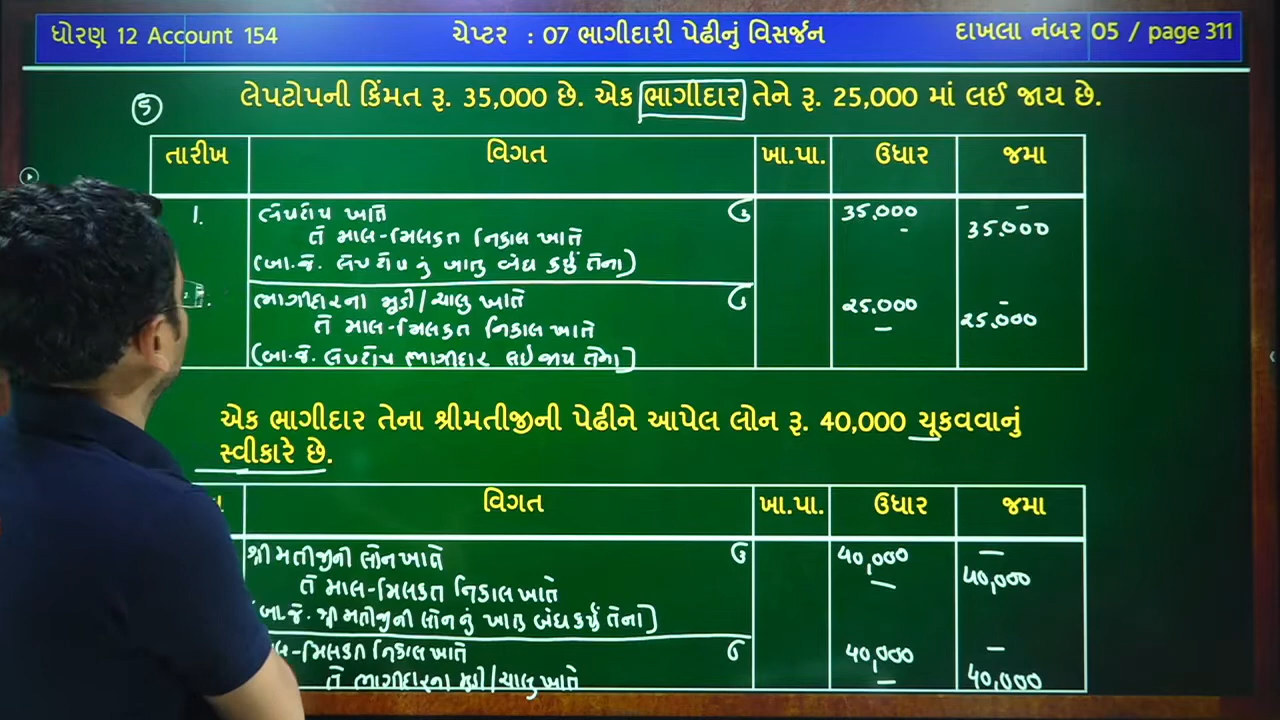 ધોરણ 12 Account 154
ચેપ્ટર : 07 ભાગીદારી પેઢીનું વિસર્જન
દાખલા નંબર 05 / page 311
5
લેપટોપની કિંમત રૂ. 35,000 છે. એક ભાગીદાર તેને રૂ. 25,000 માં લઈ જાય છે.
તારીખ વિગત ખા.પા. ઉધાર જમા
1. લેપટોપ ખાતે ઉ 35,000 –
તે માલ-મિલકત નિકાલ ખાતે - 35,000
(બા.જે. લેપટોપ નું ખાતુ બંધ કર્યું તેના)
ભાગીદારના મૂડી/ચાલુ ખાતે ઉ 25,000 –
તે માલ-મિલકત નિકાલ ખાતે – 25,000
(બા.જે. લેપટોપ ભાગીદાર લઈ જાય તેના)
એક ભાગીદાર તેના શ્રીમતીજીની પેઢીને આપેલ લોન રૂ. 40,000 ચૂકવવાનું
સ્વીકારે છે.
વિગત ખા.પા. ઉધાર જમા
શ્રીમતીજીની લોન ખાતે ઉ 40,000 —
તે માલ-મિલકત નિકાલ ખાતે — 40,000
(બા.જે. શ્રીમતીજીની લોન નું ખાતુ બંધ કર્યું તેના)
લ-મિલકત નિકાલ ખાતે ઉ 40,000 –
તે ભાગીદારના મૂડી/ચાલુ ખાતે – 40,000